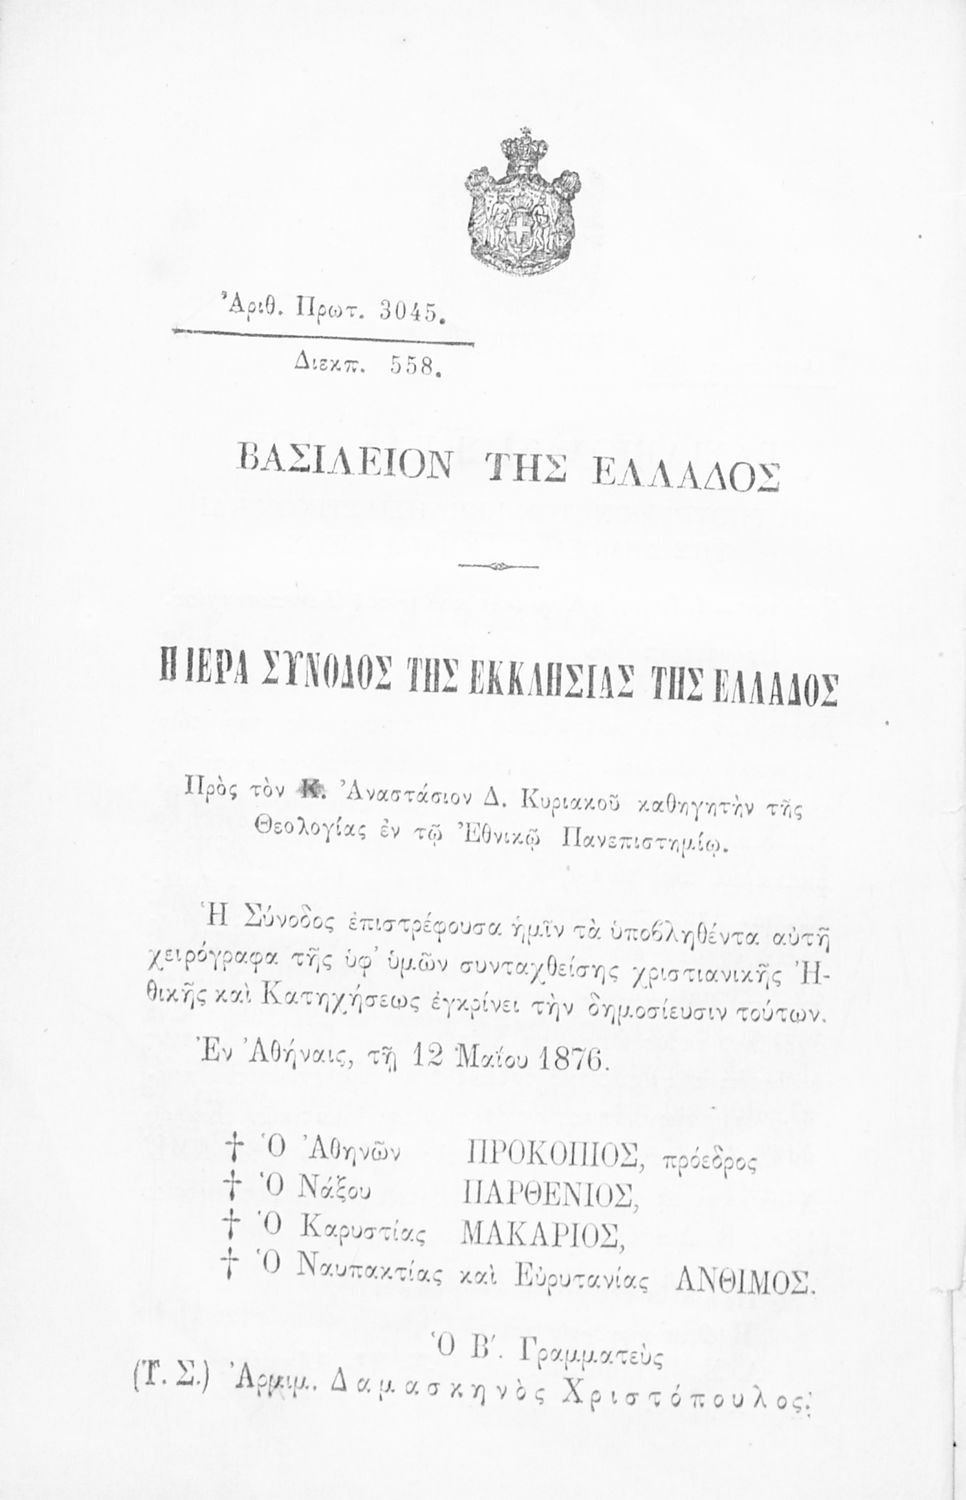 Ἀριθ. Πρωτ. 3045.
Διεκπ. 558.
ΒΑΣΙΛΕΙΟΝ ΤΗΣ ΕΛΛΑΔΟΣ
Η ΙΕΡΑ ΣΥΝΟΔΟΣ ΤΗΣ ΕΚΚΛΗΣΙΑΣ ΤΗΣ ΕΛΛΑΔΟΣ
Πρὸς τὸν Κ. Ἀναστάσιον Δ. Κυριακοῦ καθηγητὴν τῆς
Θεολογίας ἐν τῷ Ἐθνικῷ Πανεπιστημίῳ.
Ἡ Σύνοδος ἐπιστρέφουσα ἡμῖν τὰ ὑποβληθέντα αὐτῇ
χειρόγραφα τῆς ὑφ' ὑμῶν συνταχθείσης χριστιανικῆς Ἠ-
θικῆς καὶ Κατηχήσεως ἐγκρίνει τὴν δημοσίευσιν τούτων.
Ἐν Ἀθήναις, τῇ 12 Μαΐου 1876.
† Ὁ Ἀθηνῶν ΠΡΟΚΟΠΙΟΣ, πρόεδρος
† Ὁ Νάξου ΠΑΡΘΕΝΙΟΣ,
† Ὁ Καρυστίας ΜΑΚΑΡΙΟΣ,
† Ὁ Ναυπακτίας καὶ Εὐρυτανίας ΑΝΘΙΜΟΣ.
Ὁ Β΄. Γραμματεὺς
(Τ. Σ.) Ἀρχιμ. Δαμασκηνὸς Χριστόπουλος.